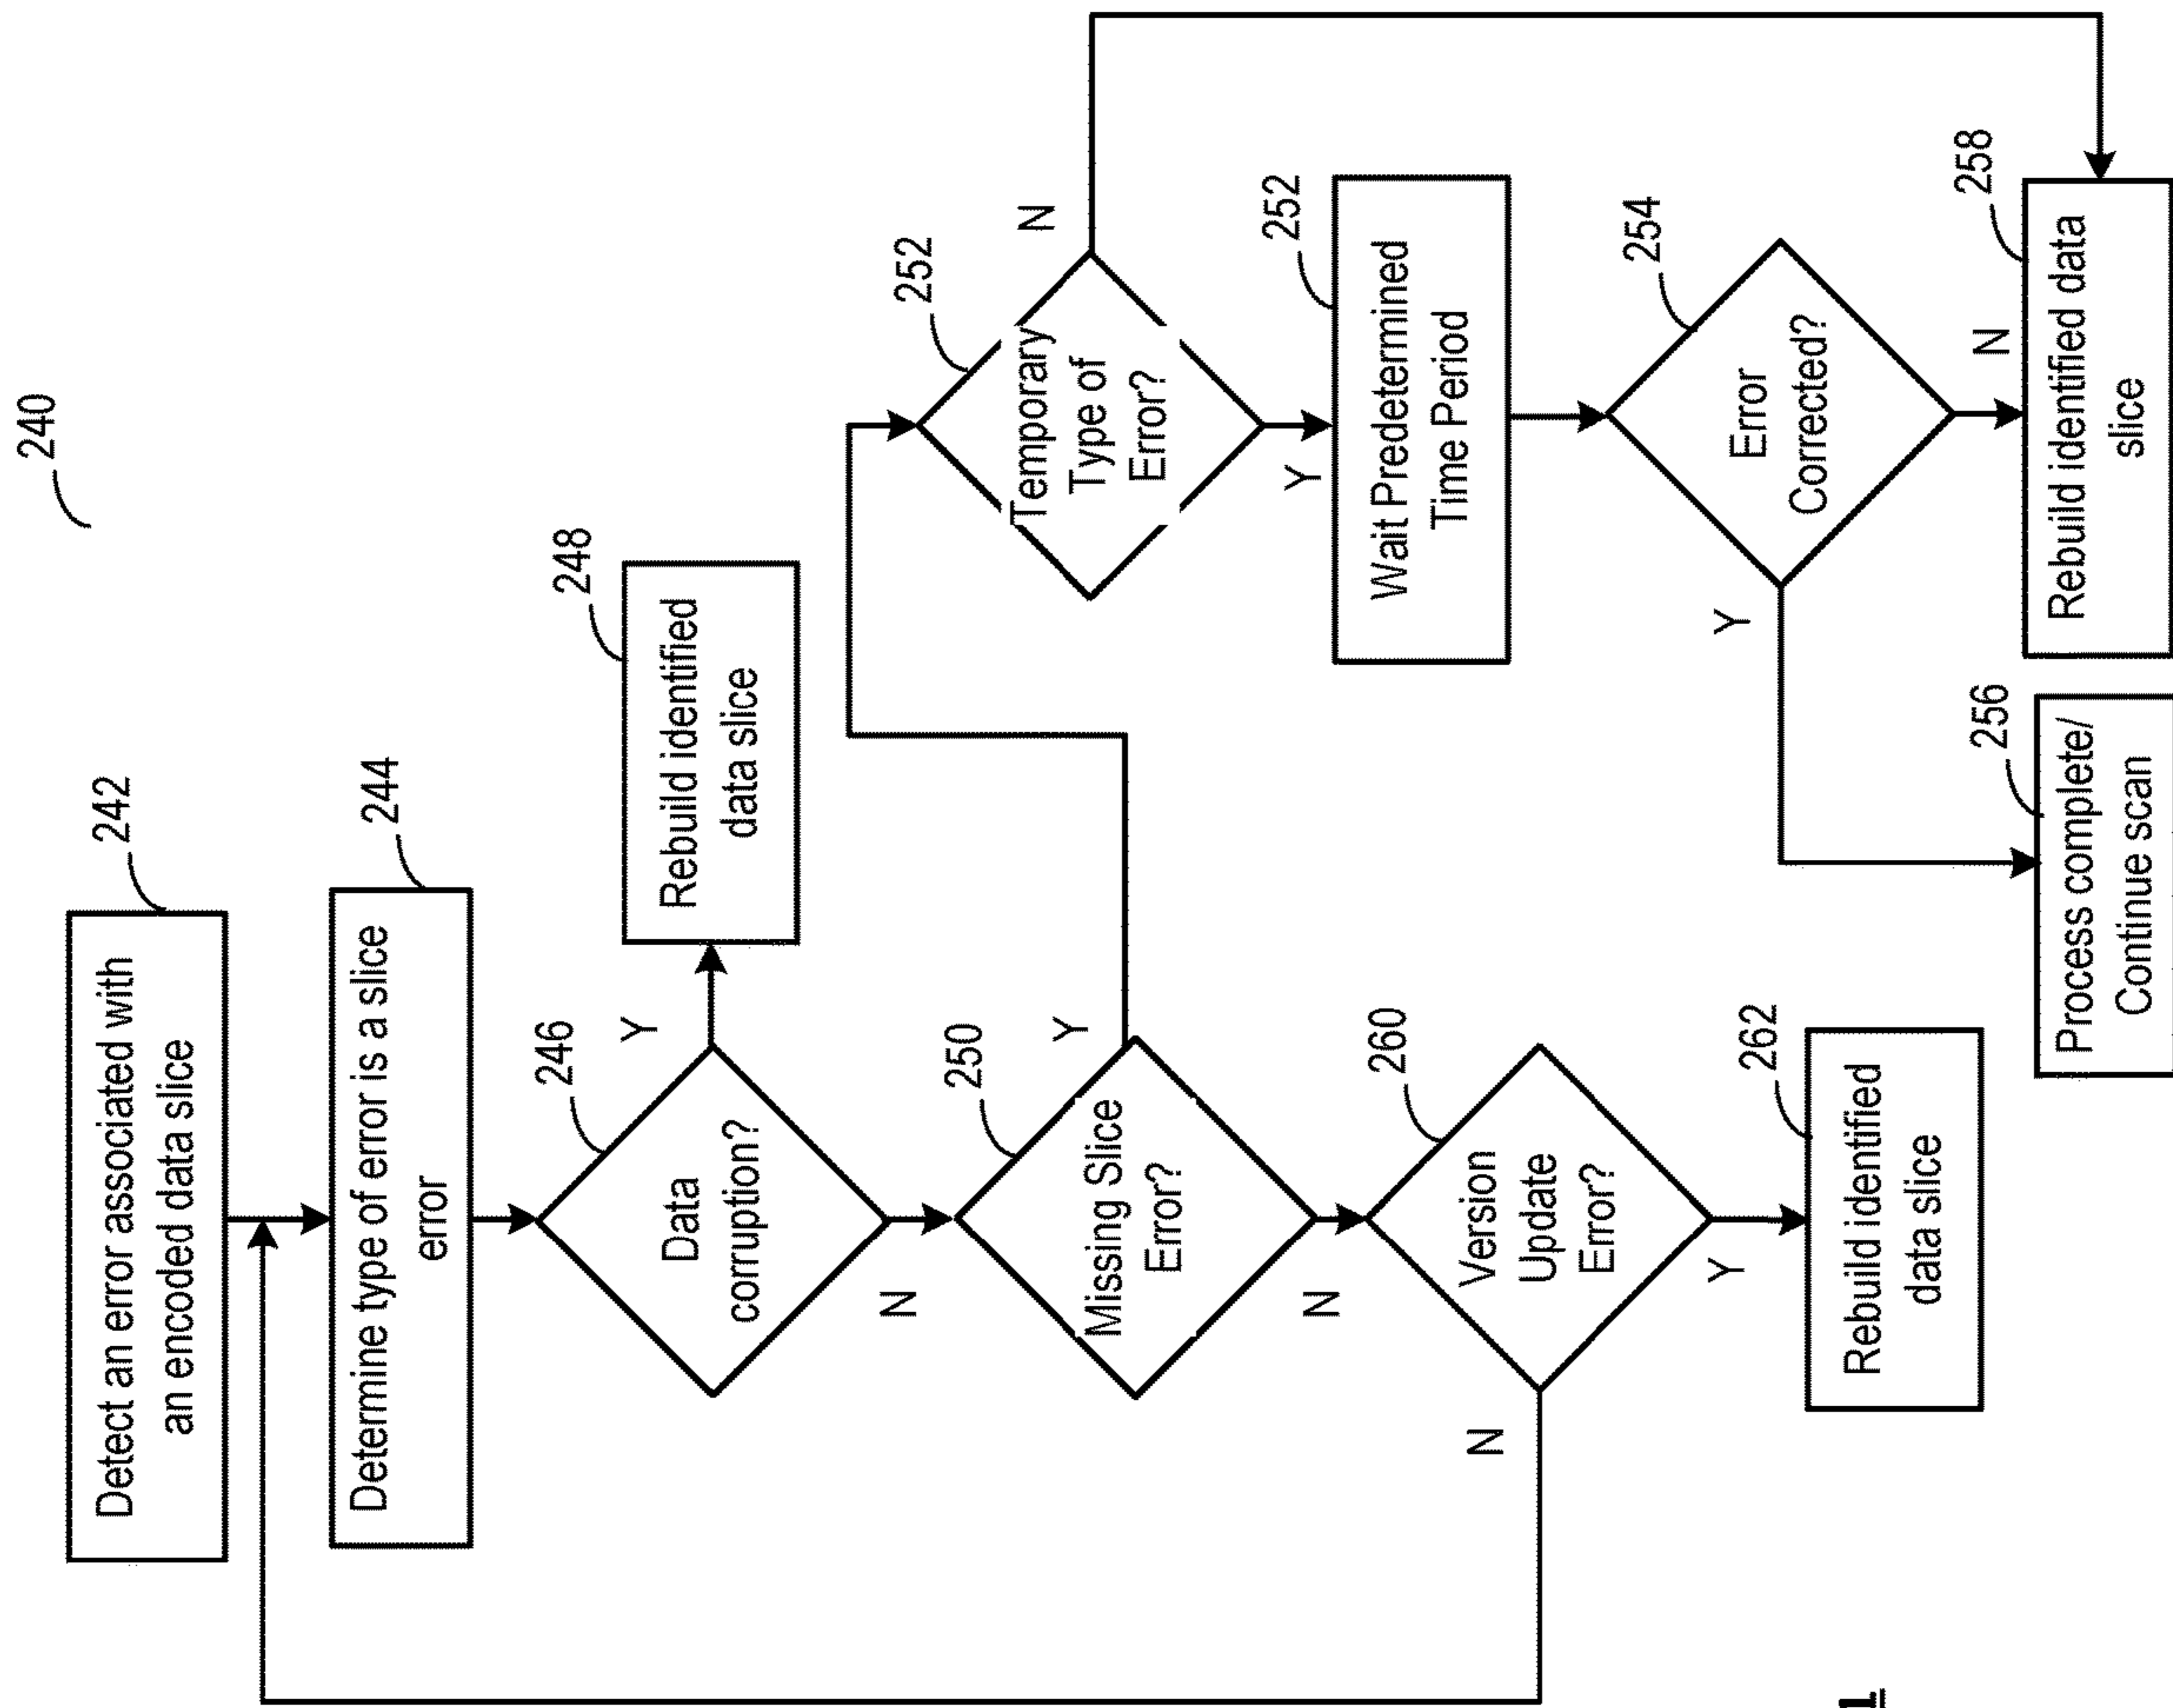 240
242
Detect an error associated with
an encoded data slice
244
Determine type of error is a slice
error
246
Data
corruption?
Y
N
248
Rebuild identified
data slice
250
Missing Slice
Error?
Y
N
260
Version
Update
Error?
N
Y
262
Rebuild identified
data slice
252
Temporary
Type of
Error?
N
Y
252
Wait Predetermined
Time Period
254
Error
Corrected?
Y
N
256
Process complete/
Continue scan
258
Rebuild identified data
slice